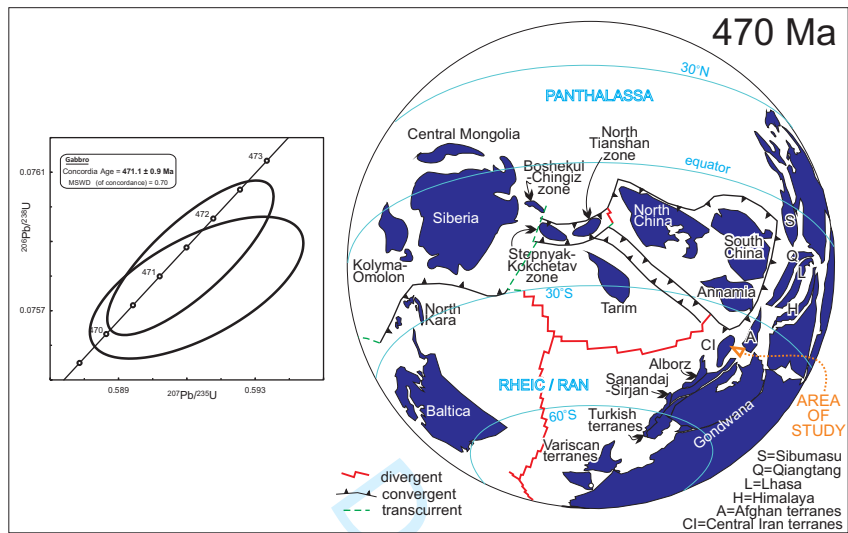 470 Ma
Gabbro
Concordia Age = 471.1 ± 0.9 Ma
MSWD (of concordance) = 0.70
473
472
471
470
0.0761
0.0757
206Pb/238U
0.589
0.593
207Pb/235U
30°N
PANTHALASSA
Central Mongolia
North
Tianshan
zone
Boshekul
-Chingiz
zone
equator
Siberia
North
China
S
South
China
Q
L
Kolyma-
Omolon
Stepnyak-
Kokchetav
zone
Tarim
Annamia
H
30°S
North
Kara
CI
A
Alborz
RHEIC / RAN
Sanandaj
-Sirjan
AREA
OF
STUDY
Baltica
60°S
Turkish
terranes
Gondwana
Variscan
terranes
divergent
convergent
transcurrent
S=Sibumasu
Q=Qiangtang
L=Lhasa
H=Himalaya
A=Afghan terranes
CI=Central Iran terranes